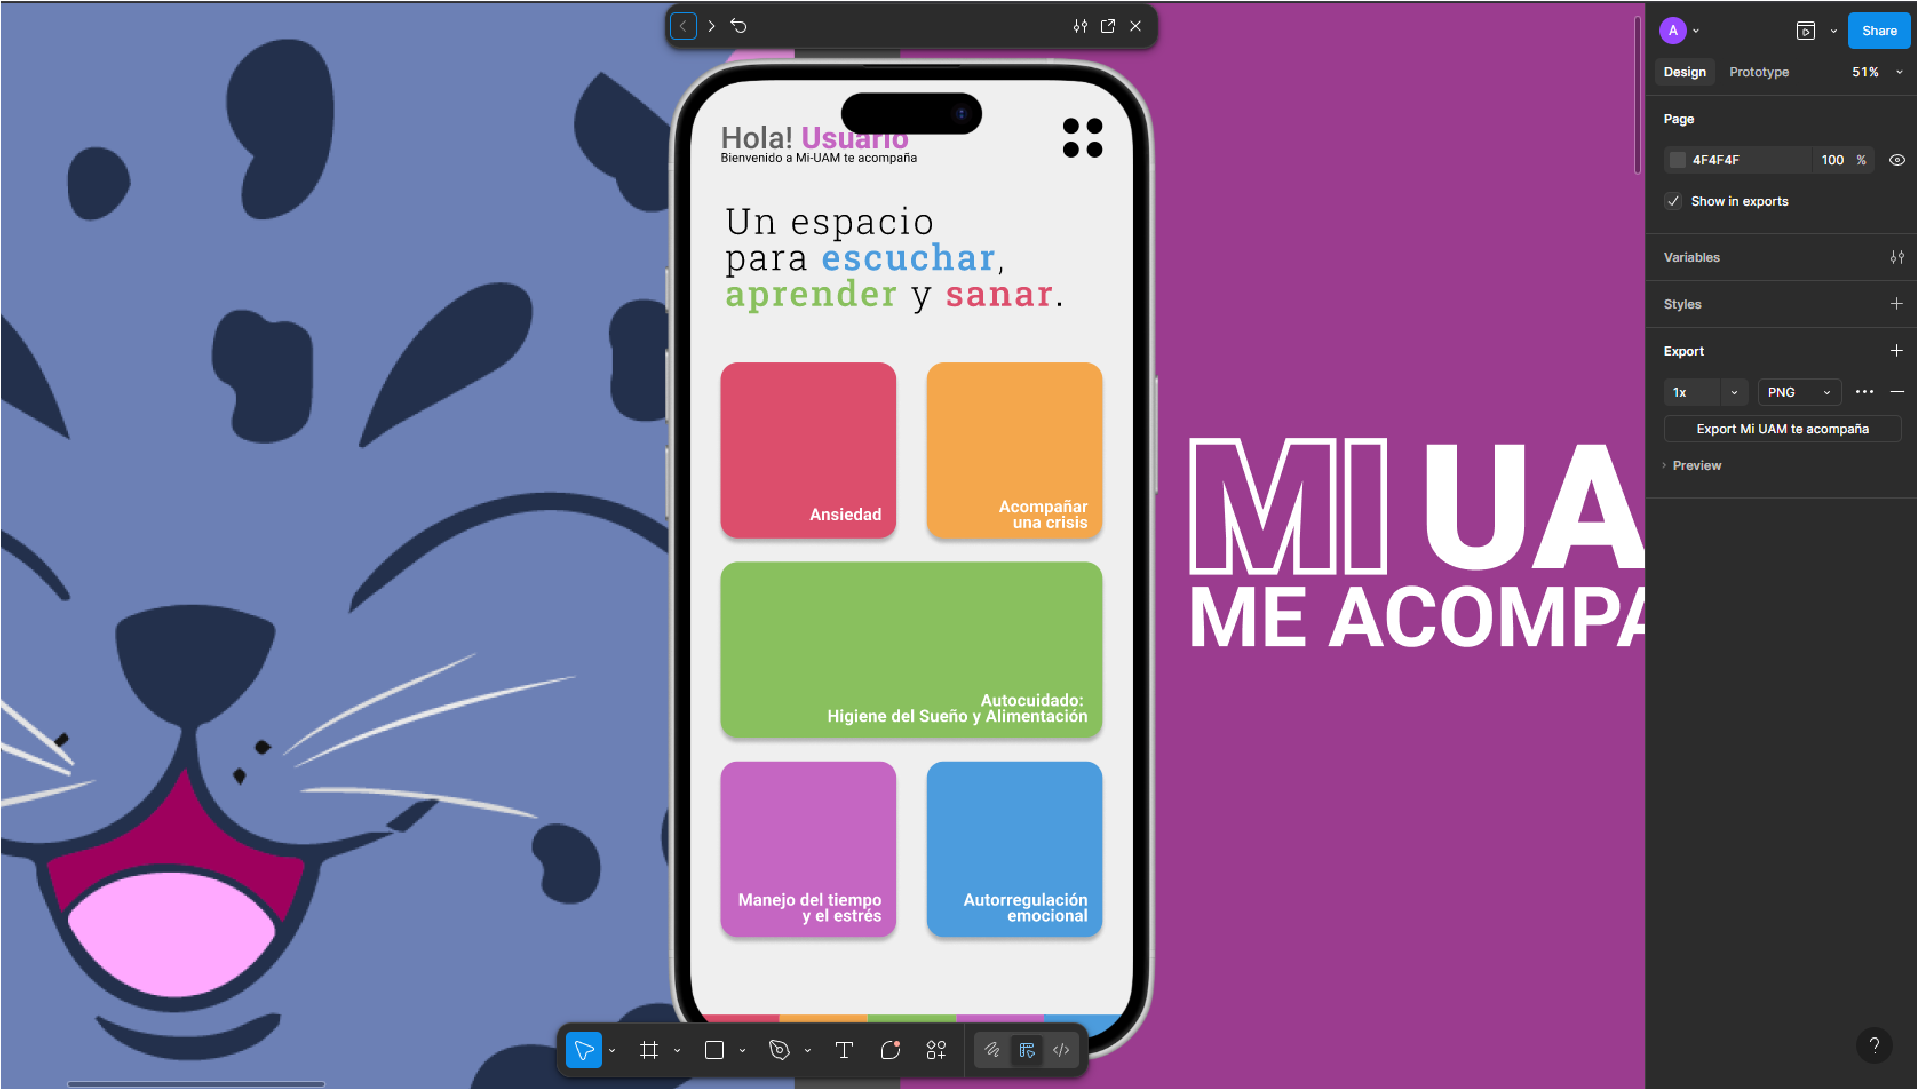 Hola! Usuario
Bienvenido a Mi-UAM te acompaña
Un espacio
para escuchar,
aprender y sanar.
Ansiedad
Acompañar
una crisis
Autocuidado:
Higiene del Sueño y Alimentación
Manejo del tiempo
y el estrés
Autorregulación
emocional
MI UA
ME ACOMPA
A
Share
Design
Prototype
51%
Page
4F4F4F
100 %
Show in exports
Variables
Styles
Export
1x
PNG
Export Mi UAM te acompaña
Preview
?